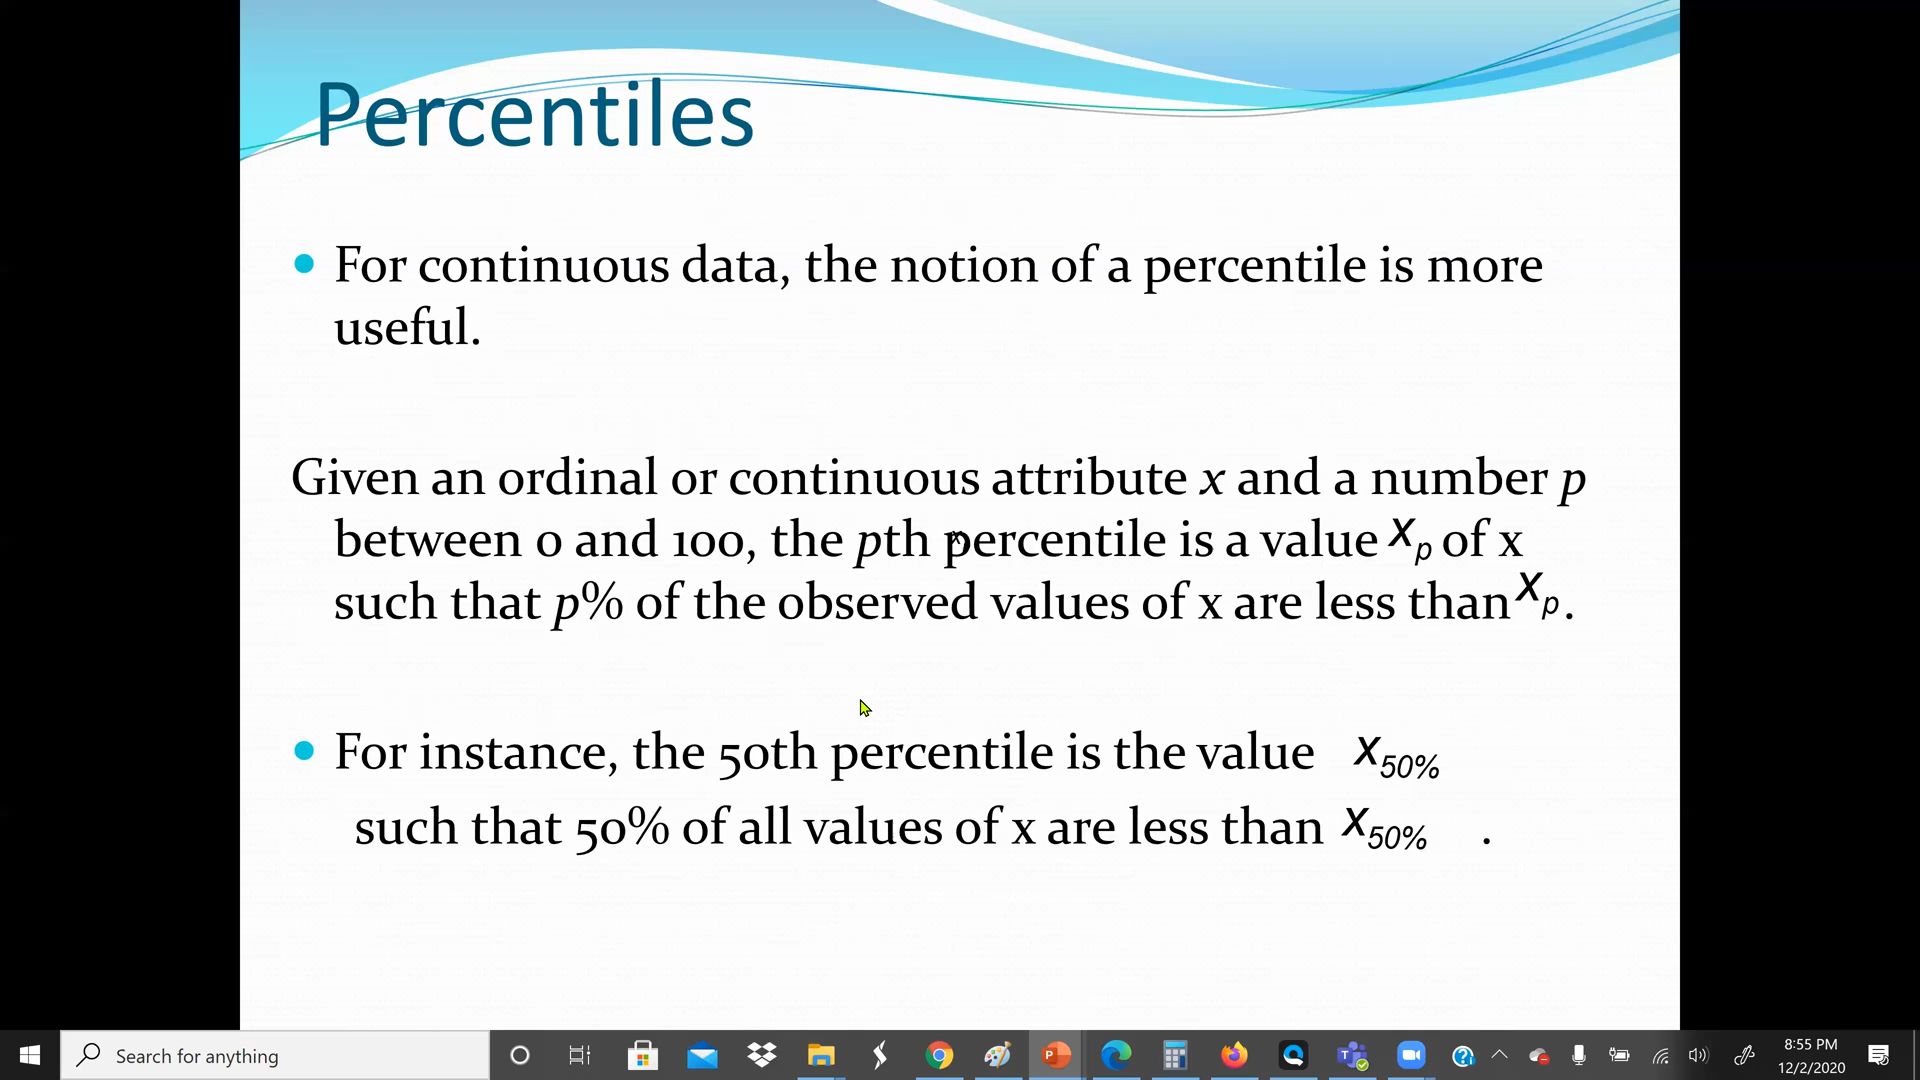 Percentiles
• For continuous data, the notion of a percentile is more
useful.
Given an ordinal or continuous attribute x and a number p
between 0 and 100, the pth percentile is a value xp of x
such that p% of the observed values of x are less than xp.
• For instance, the 50th percentile is the value x50%
such that 50% of all values of x are less than x50% .
Search for anything
8:55 PM
12/2/2020